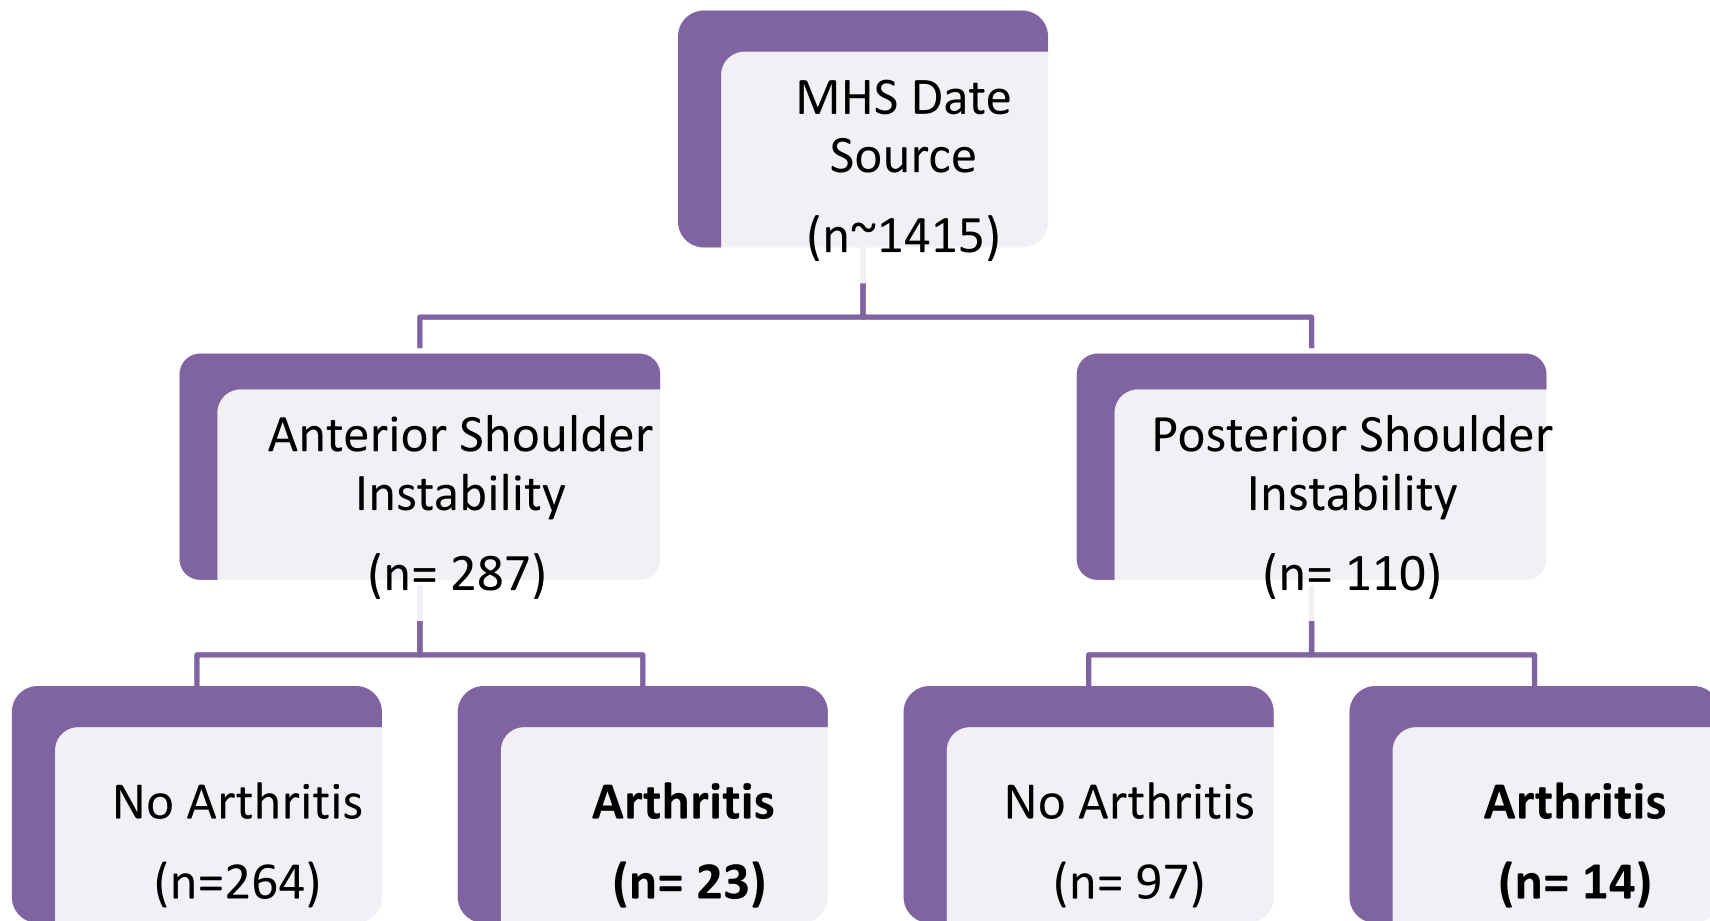 MHS Date
Source
(n~1415)
Anterior Shoulder
Instability
(n= 287)
Posterior Shoulder
Instability
(n= 110)
No Arthritis
(n=264)
Arthritis
(n= 23)
No Arthritis
(n= 97)
Arthritis
(n= 14)